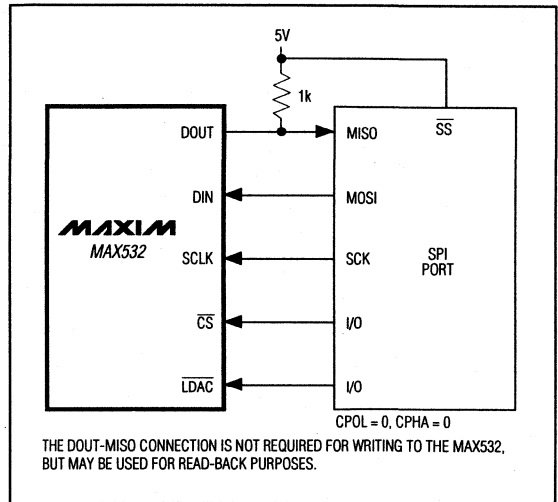 5V
1k
DOUT
MISO
SS
DIN
MOSI
MAXIM
MAX532
SCLK
SCK
SPI
PORT
CS
I/O
LDAC
I/O
CPOL = 0, CPHA = 0
THE DOUT-MISO CONNECTION IS NOT REQUIRED FOR WRITING TO THE MAX532,
BUT MAY BE USED FOR READ-BACK PURPOSES.